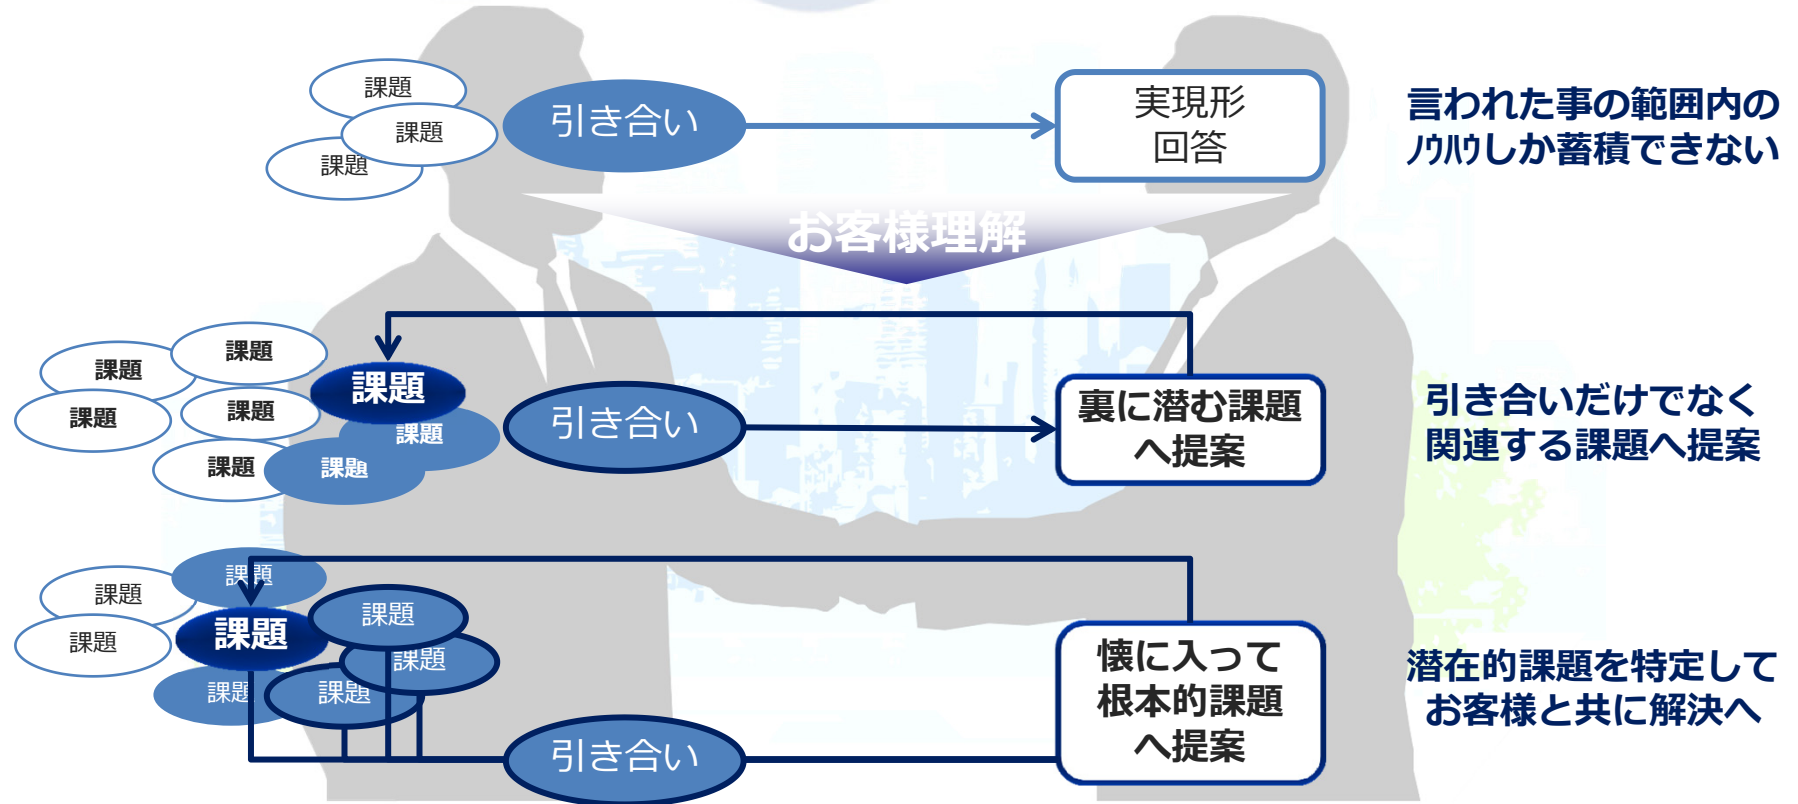 課題
課題
課題
引き合い
実現形
回答
言われた事の範囲内の
ﾉｳﾊｳしか蓄積できない
お客様理解
課題
課題
課題
課題
課題
課題
課題
課題
引き合い
裏に潜む課題
へ提案
引き合いだけでなく
関連する課題へ提案
課題
課題
課題
課題
課題
課題
課題
課題
引き合い
懐に入って
根本的課題
へ提案
潜在的課題を特定して
お客様と共に解決へ